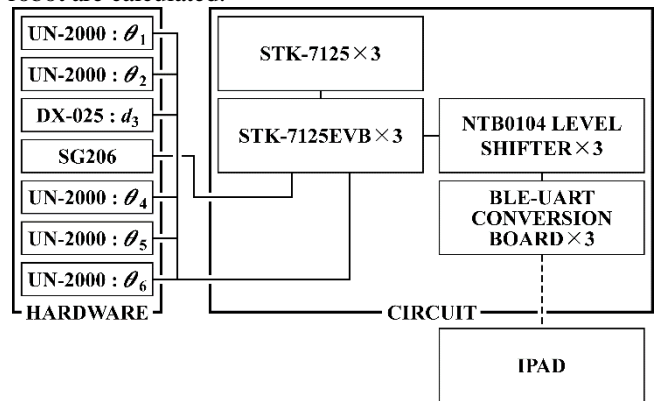 robot are calculated.
UN-2000 : θ1
UN-2000 : θ2
DX-025 : d3
SG206
UN-2000 : θ4
UN-2000 : θ5
UN-2000 : θ6
HARDWARE
STK-7125×3
STK-7125EVB×3
NTB0104 LEVEL
SHIFTER×3
BLE-UART
CONVERSION
BOARD×3
CIRCUIT
IPAD